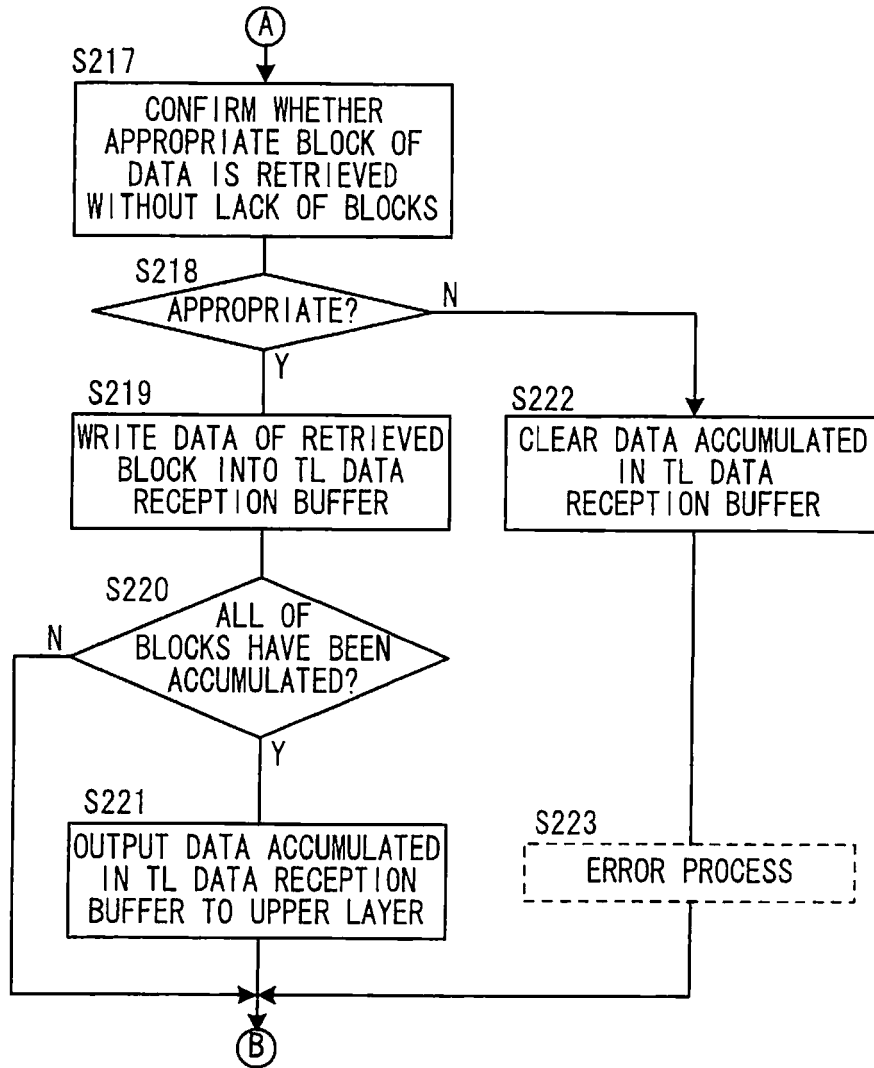 A
S217
CONFIRM WHETHER
APPROPRIATE BLOCK OF
DATA IS RETRIEVED
WITHOUT LACK OF BLOCKS
S218
APPROPRIATE?
N
Y
S219
WRITE DATA OF RETRIEVED
BLOCK INTO TL DATA
RECEPTION BUFFER
S222
CLEAR DATA ACCUMULATED
IN TL DATA
RECEPTION BUFFER
S220
ALL OF
BLOCKS HAVE BEEN
ACCUMULATED?
N
Y
S221
OUTPUT DATA ACCUMULATED
IN TL DATA RECEPTION
BUFFER TO UPPER LAYER
S223
ERROR PROCESS
B